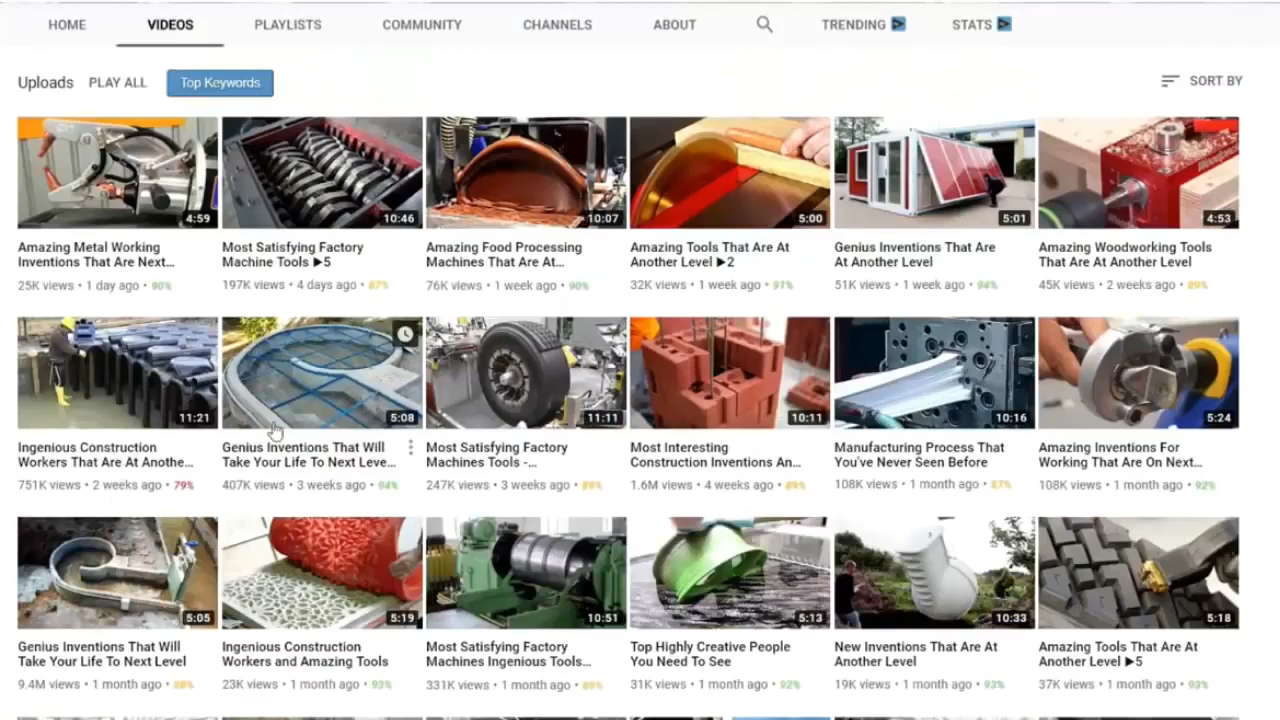 HOME VIDEOS PLAYLISTS COMMUNITY CHANNELS ABOUT TRENDING STATS
Uploads PLAY ALL Top Keywords SORT BY
4:59 10:46 10:07 5:00 5:01 4:53
Amazing Metal Working
Inventions That Are Next...
25K views • 1 day ago • 90%
Most Satisfying Factory
Machine Tools ▶5
197K views • 4 days ago • 87%
Amazing Food Processing
Machines That Are At...
76K views • 1 week ago • 90%
Amazing Tools That Are At
Another Level ▶2
32K views • 1 week ago • 91%
Genius Inventions That Are
At Another Level
51K views • 1 week ago • 94%
Amazing Woodworking Tools
That Are At Another Level
45K views • 2 weeks ago • 89%
11:21 5:08 11:11 10:11 10:16 5:24
Ingenious Construction
Workers That Are At Anothe...
751K views • 2 weeks ago • 79%
Genius Inventions That Will
Take Your Life To Next Leve...
407K views • 3 weeks ago • 94%
Most Satisfying Factory
Machines Tools -...
247K views • 3 weeks ago • 89%
Most Interesting
Construction Inventions An...
1.6M views • 4 weeks ago • 89%
Manufacturing Process That
You've Never Seen Before
108K views • 1 month ago • 87%
Amazing Inventions For
Working That Are On Next...
108K views • 1 month ago • 92%
5:05 5:19 10:51 5:13 10:33 5:18
Genius Inventions That Will
Take Your Life To Next Level
9.4M views • 1 month ago • 88%
Ingenious Construction
Workers and Amazing Tools
23K views • 1 month ago • 93%
Most Satisfying Factory
Machines Ingenious Tools...
331K views • 1 month ago • 89%
Top Highly Creative People
You Need To See
31K views • 1 month ago • 92%
New Inventions That Are At
Another Level
19K views • 1 month ago • 93%
Amazing Tools That Are At
Another Level ▶5
37K views • 1 month ago • 93%